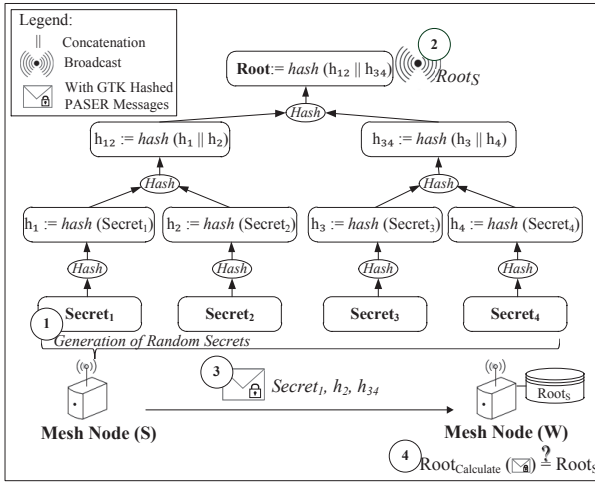 Legend:
|| Concatenation
Broadcast
With GTK Hashed
PASER Messages
2
Root:= hash (h12 || h34)
RootS
Hash
h12 := hash (h1 || h2)
h34 := hash (h3 || h4)
Hash
Hash
h1 := hash (Secret1)
h2 := hash (Secret2)
h3 := hash (Secret3)
h4 := hash (Secret4)
Hash
Hash
Hash
Hash
Secret1
Secret2
Secret3
Secret4
1
Generation of Random Secrets
3
Secret1, h2, h34
RootS
Mesh Node (S)
Mesh Node (W)
4
RootCalculate ( ) ≟ RootS